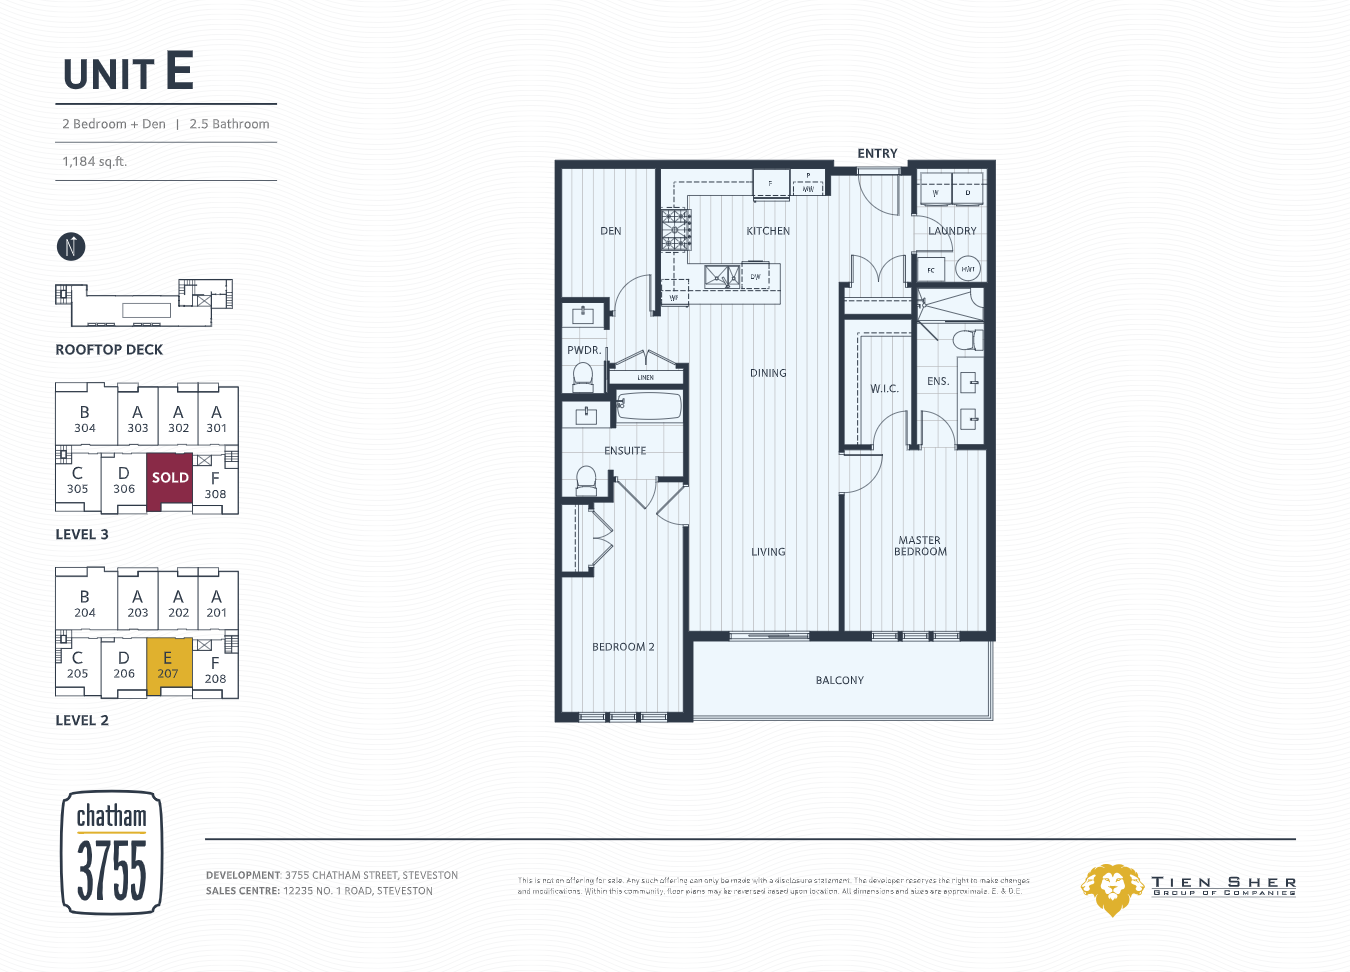 UNIT E
2 Bedroom + Den | 2.5 Bathroom
1,184 sq.ft.
N
ROOFTOP DECK
B
304
A
303
A
302
A
301
C
305
D
306
SOLD
F
308
LEVEL 3
B
204
A
203
A
202
A
201
C
205
D
206
E
207
F
208
LEVEL 2
ENTRY
F
P
MW
W
D
DEN
KITCHEN
LAUNDRY
DW
FC
HWT
WF
PWDR.
LINEN
DINING
W.I.C.
ENS.
ENSUITE
MASTER
BEDROOM
LIVING
BEDROOM 2
BALCONY
chatham
3755
DEVELOPMENT: 3755 CHATHAM STREET, STEVESTON
SALES CENTRE: 12235 NO. 1 ROAD, STEVESTON
This is not an offering for sale. Any such offering can only be made with a disclosure statement. The developer reserves the right to make changes
and modifications. Within this community, floor plans may be reversed based upon location. All dimensions and sizes are approximate. E. & O.E.
TIEN SHER
GROUP OF COMPANIES